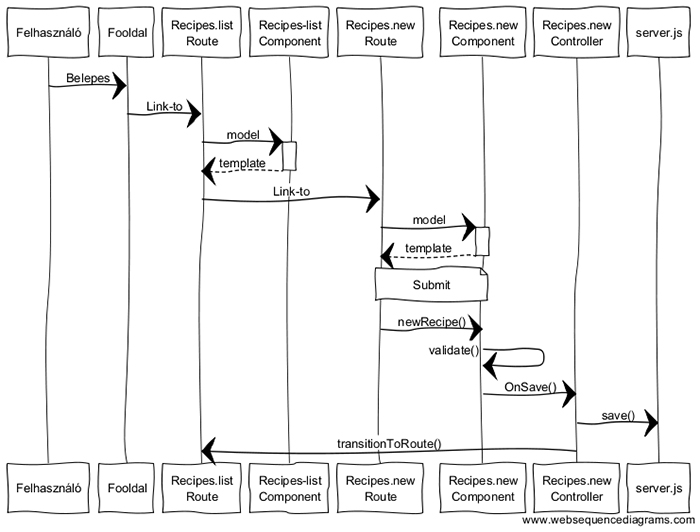 Felhasználó
Fooldal
Recipes.list
Route
Recipes-list
Component
Recipes.new
Route
Recipes.new
Component
Recipes.new
Controller
server.js
Belepes
Link-to
model
template
Link-to
model
template
Submit
newRecipe()
validate()
OnSave()
save()
transitionToRoute()
Felhasználó
Fooldal
Recipes.list
Route
Recipes-list
Component
Recipes.new
Route
Recipes.new
Component
Recipes.new
Controller
server.js
www.websequencediagrams.com